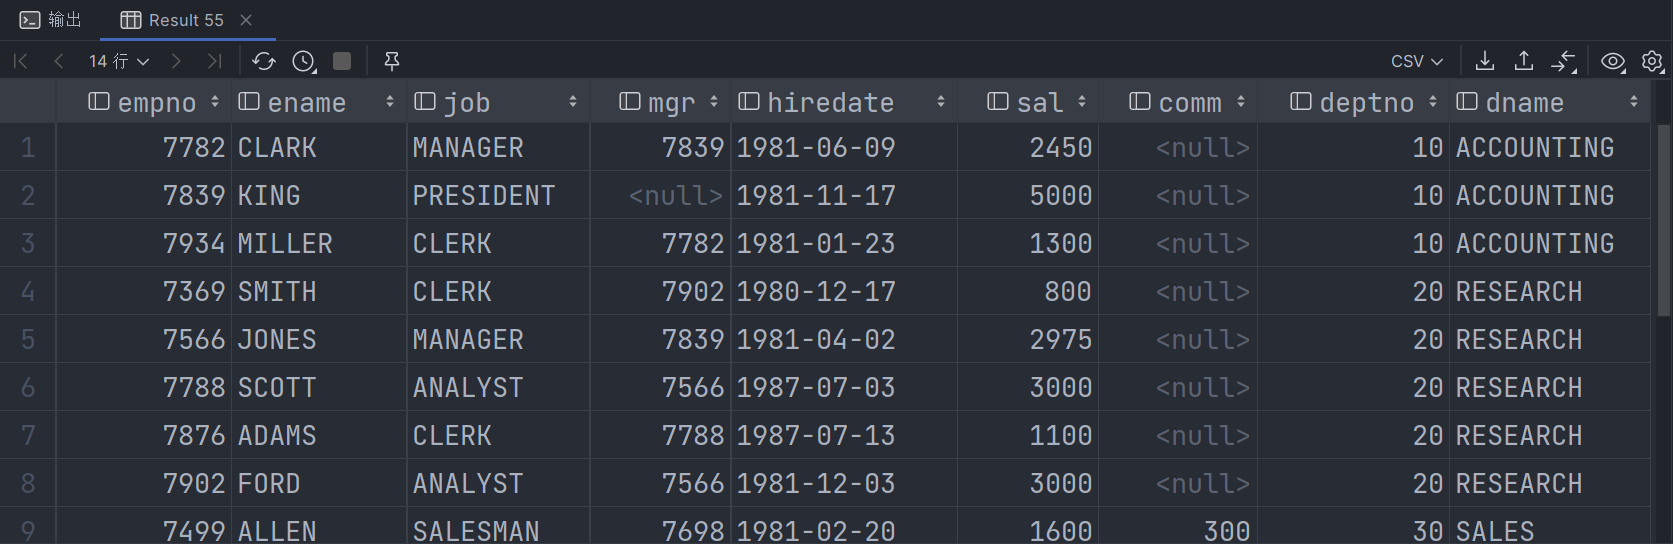 输出 Result 55
14 行 CSV
empno ename job mgr hiredate sal comm deptno dname
1 7782 CLARK MANAGER 7839 1981-06-09 2450 <null> 10 ACCOUNTING
2 7839 KING PRESIDENT <null> 1981-11-17 5000 <null> 10 ACCOUNTING
3 7934 MILLER CLERK 7782 1981-01-23 1300 <null> 10 ACCOUNTING
4 7369 SMITH CLERK 7902 1980-12-17 800 <null> 20 RESEARCH
5 7566 JONES MANAGER 7839 1981-04-02 2975 <null> 20 RESEARCH
6 7788 SCOTT ANALYST 7566 1987-07-03 3000 <null> 20 RESEARCH
7 7876 ADAMS CLERK 7788 1987-07-13 1100 <null> 20 RESEARCH
8 7902 FORD ANALYST 7566 1981-12-03 3000 <null> 20 RESEARCH
9 7499 ALLEN SALESMAN 7698 1981-02-20 1600 300 30 SALES